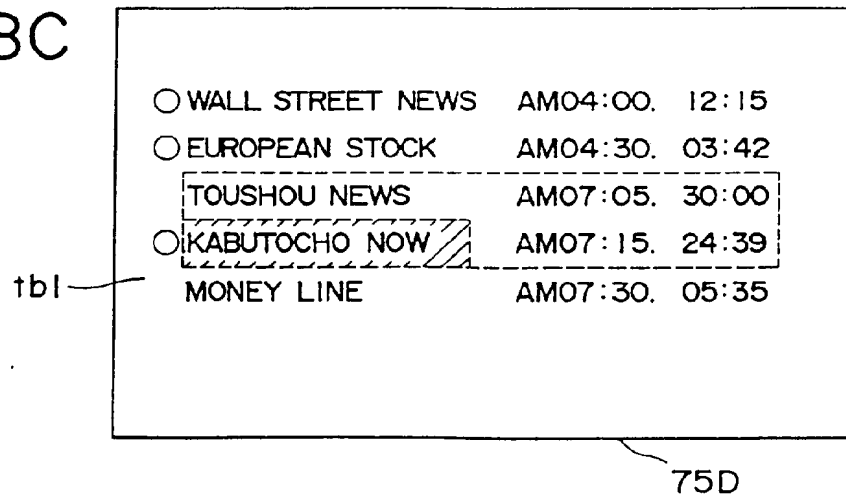 8C
○ WALL STREET NEWS AM04:00. 12:15
○ EUROPEAN STOCK AM04:30. 03:42
TOUSHOU NEWS AM07:05. 30:00
○ KABUTOCHO NOW AM07:15. 24:39
tbl
MONEY LINE AM07:30. 05:35
75D